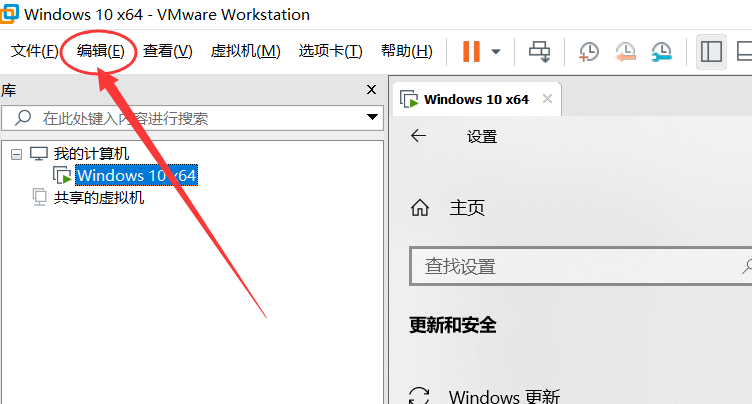 Windows 10 x64 - VMware Workstation
文件(F) 编辑(E) 查看(V) 虚拟机(M) 选项卡(T) 帮助(H)
库
在此处键入内容进行搜索
我的计算机
Windows 10 x64
共享的虚拟机
Windows 10 x64
设置
主页
查找设置
更新和安全
Windows 更新